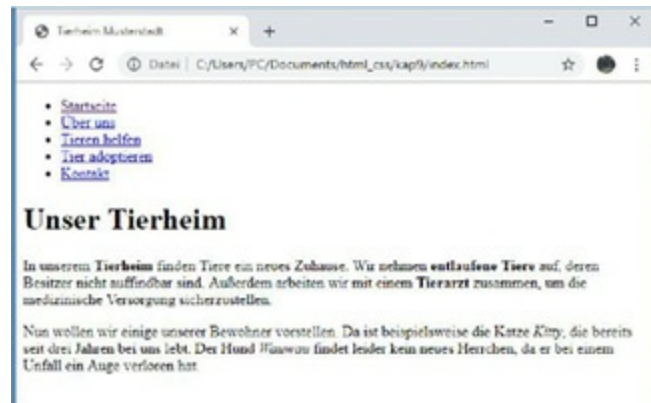 Tierheim Musterstadt
Datei | C:/Users/PC/Documents/html_css/kap9/index.html
Startseite
Über uns
Tieren helfen
Tier adoptieren
Kontakt
Unser Tierheim
In unserem Tierheim finden Tiere ein neues Zuhause. Wir nehmen entlaufene Tiere auf, deren
Besitzer nicht auffindbar sind. Außerdem arbeiten wir mit einem Tierarzt zusammen, um die
medizinische Versorgung sicherzustellen.
Nun wollen wir einige unserer Bewohner vorstellen. Da ist beispielsweise die Katze Kitty, die bereits
seit drei Jahren bei uns lebt. Der Hund Wauwau findet leider kein neues Herrchen, da er bei einem
Unfall ein Auge verloren hat.